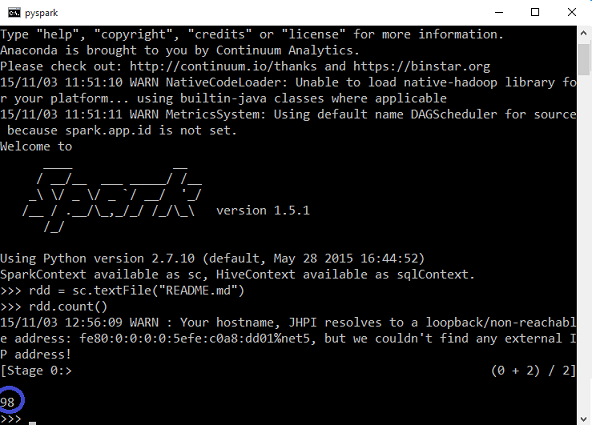 pyspark
Type "help", "copyright", "credits" or "license" for more information.
Anaconda is brought to you by Continuum Analytics.
Please check out: http://continuum.io/thanks and https://binstar.org
15/11/03 11:51:10 WARN NativeCodeLoader: Unable to load native-hadoop library fo
r your platform... using builtin-java classes where applicable
15/11/03 11:51:11 WARN MetricsSystem: Using default name DAGScheduler for source
 because spark.app.id is not set.
Welcome to
      ____              __
     / __/__  ___ _____/ /__
    _\ \/ _ \/ _ `/ __/  '_/
   /__ / .__/\_,_/_/ /_/\_\   version 1.5.1
      /_/
Using Python version 2.7.10 (default, May 28 2015 16:44:52)
SparkContext available as sc, HiveContext available as sqlContext.
>>> rdd = sc.textFile("README.md")
>>> rdd.count()
15/11/03 12:56:09 WARN : Your hostname, JHPI resolves to a loopback/non-reachabl
e address: fe80:0:0:0:0:5efe:c0a8:dd01%net5, but we couldn't find any external I
P address!
[Stage 0:>                                                          (0 + 2) / 2]
98
>>>